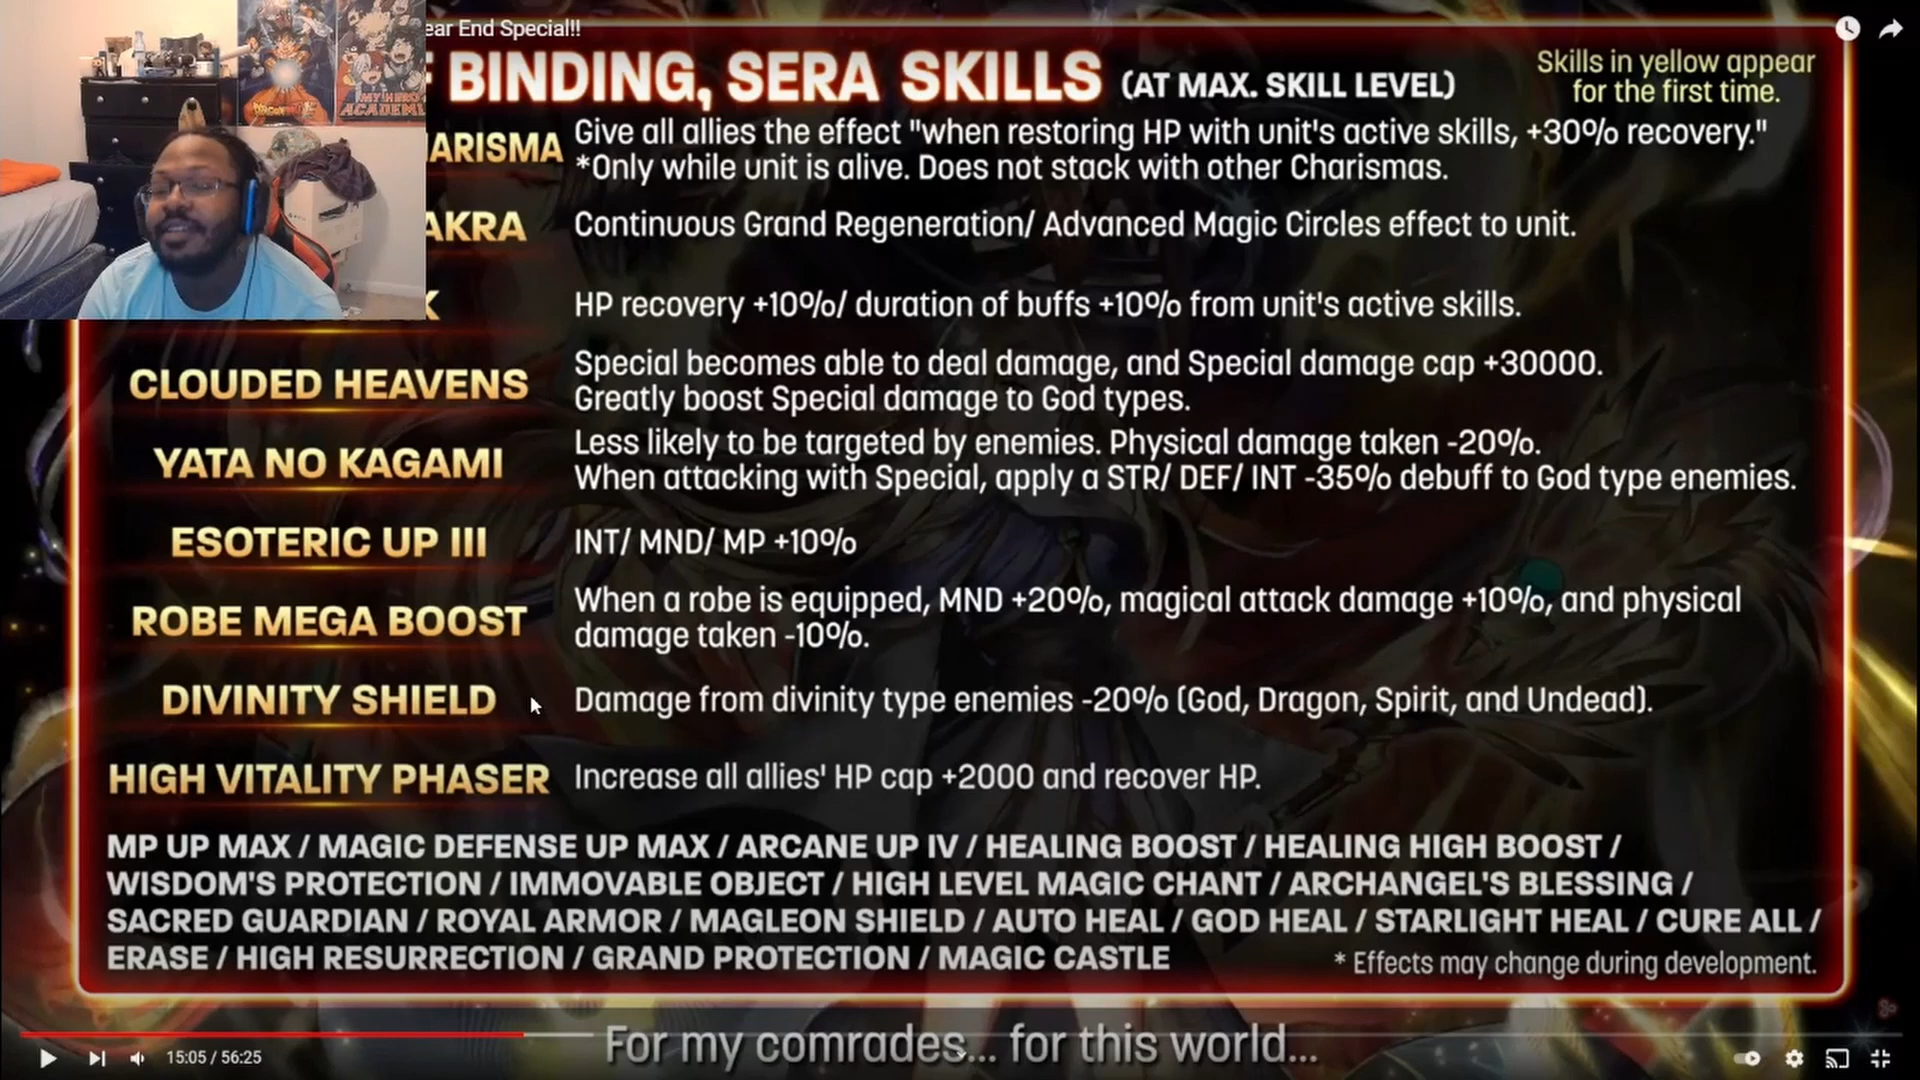 ear End Special!!
BINDING, SERA SKILLS (AT MAX. SKILL LEVEL)
Skills in yellow appear
for the first time.
ARISMA
Give all allies the effect "when restoring HP with unit's active skills, +30% recovery."
*Only while unit is alive. Does not stack with other Charismas.
AKRA
Continuous Grand Regeneration/ Advanced Magic Circles effect to unit.
K
HP recovery +10%/ duration of buffs +10% from unit's active skills.
CLOUDED HEAVENS
Special becomes able to deal damage, and Special damage cap +30000.
Greatly boost Special damage to God types.
YATA NO KAGAMI
Less likely to be targeted by enemies. Physical damage taken -20%.
When attacking with Special, apply a STR/ DEF/ INT -35% debuff to God type enemies.
ESOTERIC UP III
INT/ MND/ MP +10%
ROBE MEGA BOOST
When a robe is equipped, MND +20%, magical attack damage +10%, and physical
damage taken -10%.
DIVINITY SHIELD
Damage from divinity type enemies -20% (God, Dragon, Spirit, and Undead).
HIGH VITALITY PHASER
Increase all allies' HP cap +2000 and recover HP.
MP UP MAX / MAGIC DEFENSE UP MAX / ARCANE UP IV / HEALING BOOST / HEALING HIGH BOOST /
WISDOM'S PROTECTION / IMMOVABLE OBJECT / HIGH LEVEL MAGIC CHANT / ARCHANGEL'S BLESSING /
SACRED GUARDIAN / ROYAL ARMOR / MAGLEON SHIELD / AUTO HEAL / GOD HEAL / STARLIGHT HEAL / CURE ALL /
ERASE / HIGH RESURRECTION / GRAND PROTECTION / MAGIC CASTLE
* Effects may change during development.
For my comrades... for this world...
15:05 / 56:25
MY HERO
ACADEMIA